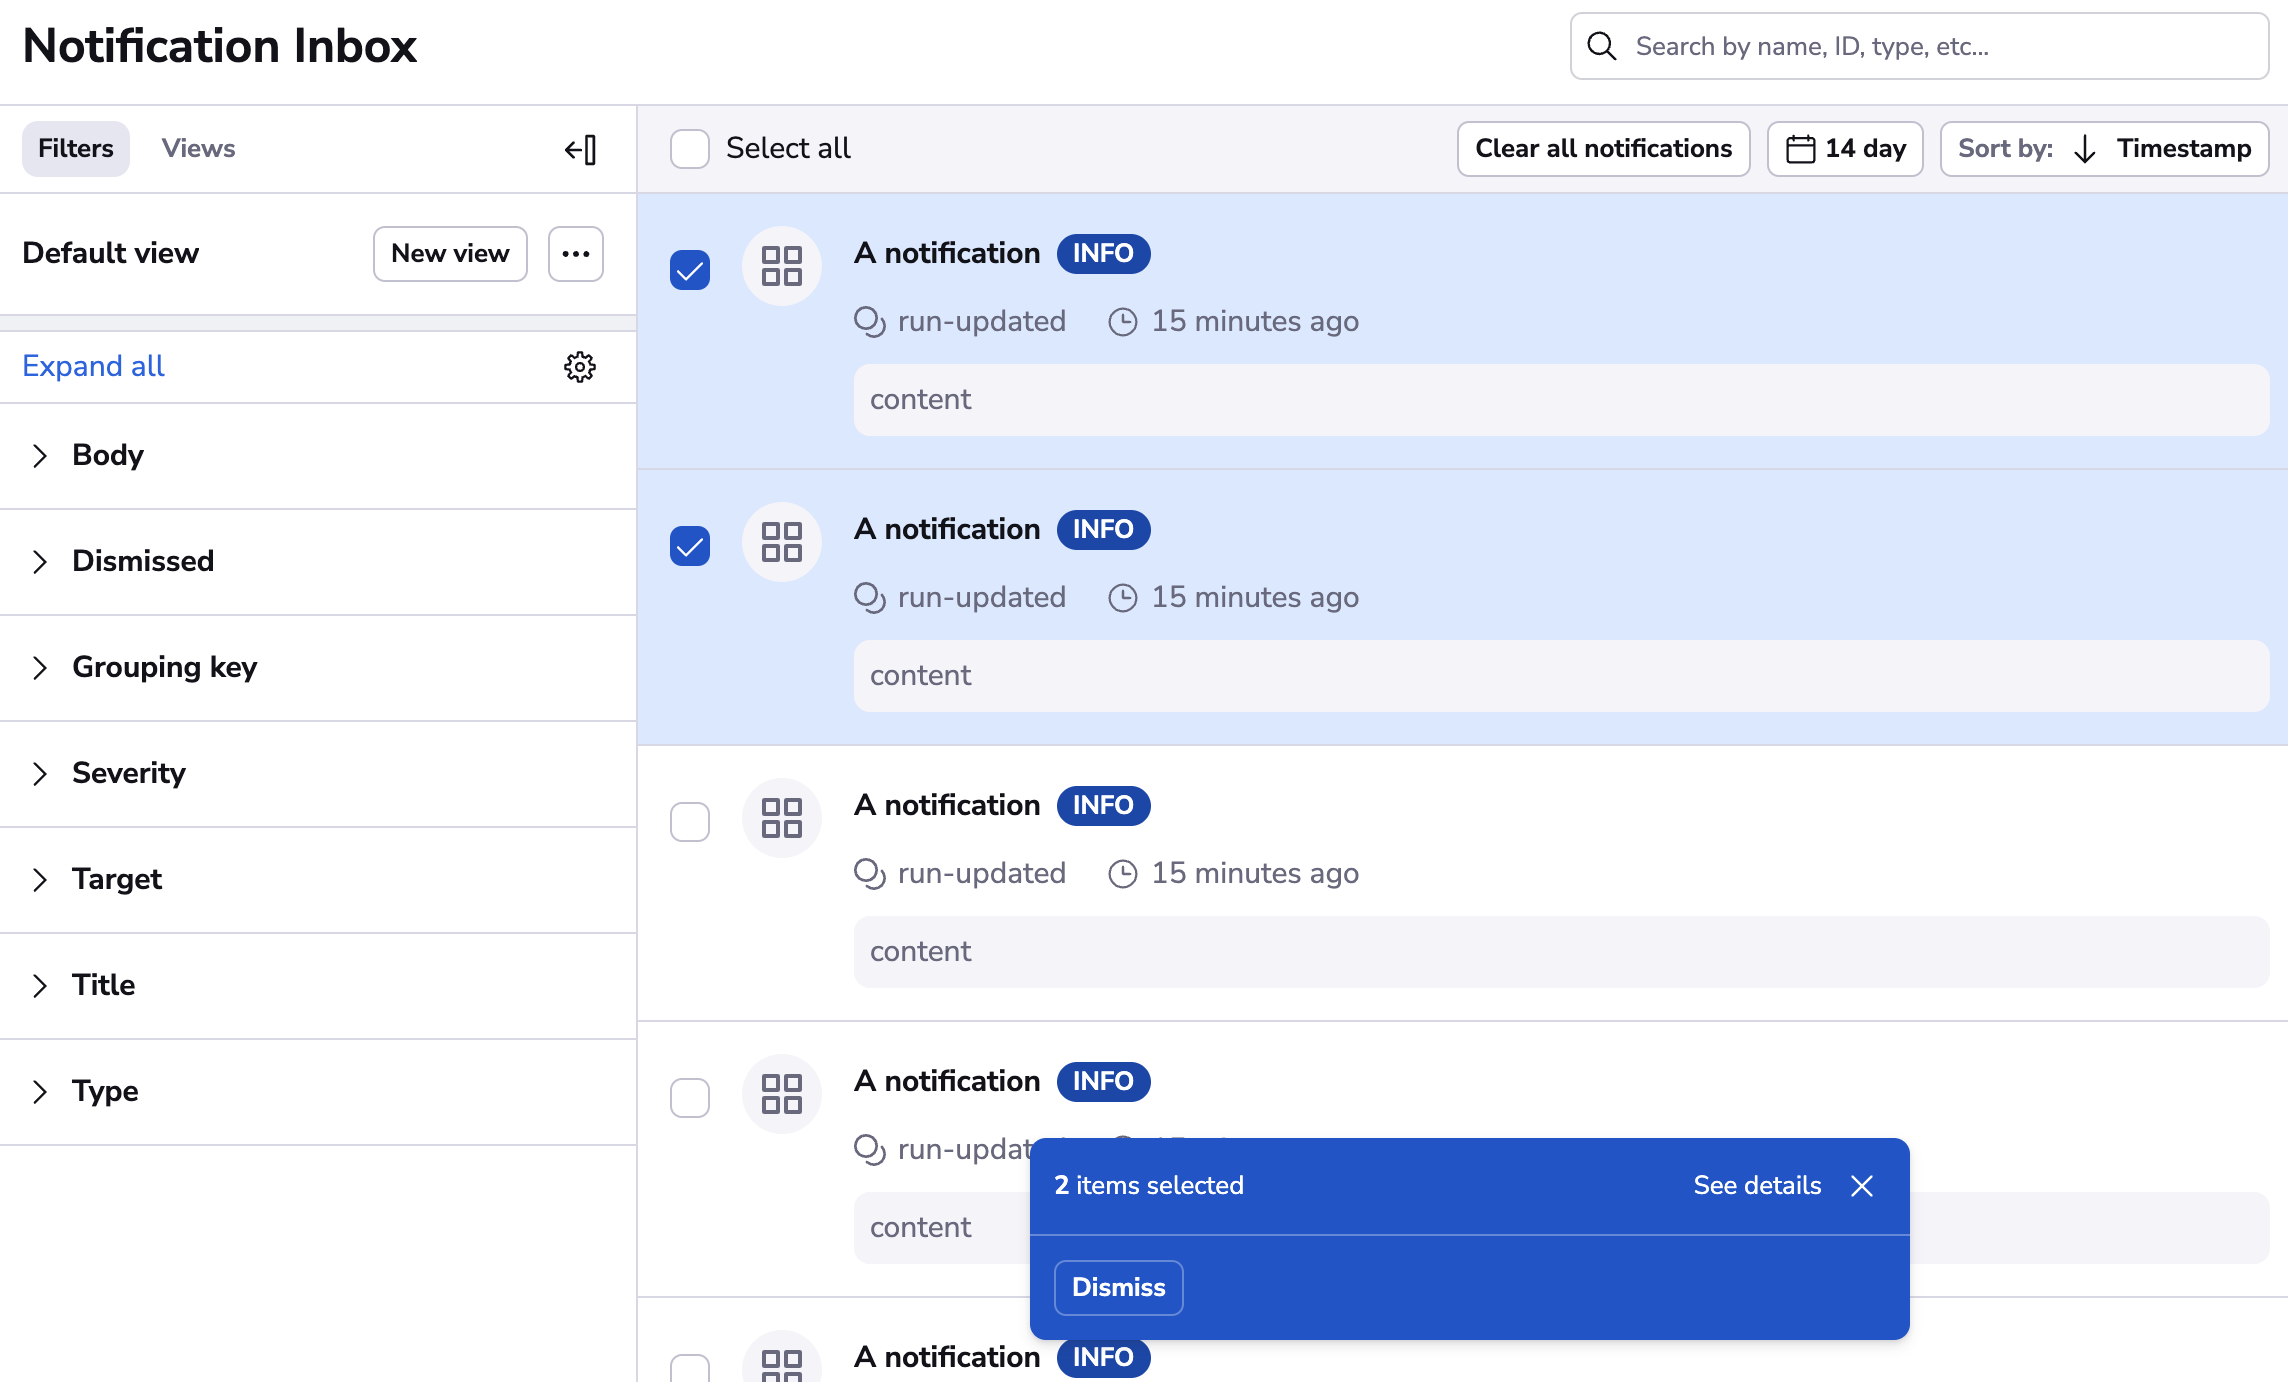 Notification Inbox
Search by name, ID, type, etc...
Filters
Views
Select all
Clear all notifications
14 day
Sort by: Timestamp
Default view
New view
Expand all
Body
Dismissed
Grouping key
Severity
Target
Title
Type
A notification INFO
run-updated 15 minutes ago
content
A notification INFO
run-updated 15 minutes ago
content
A notification INFO
run-updated 15 minutes ago
content
A notification INFO
run-updat
content
2 items selected
See details
Dismiss
A notification INFO